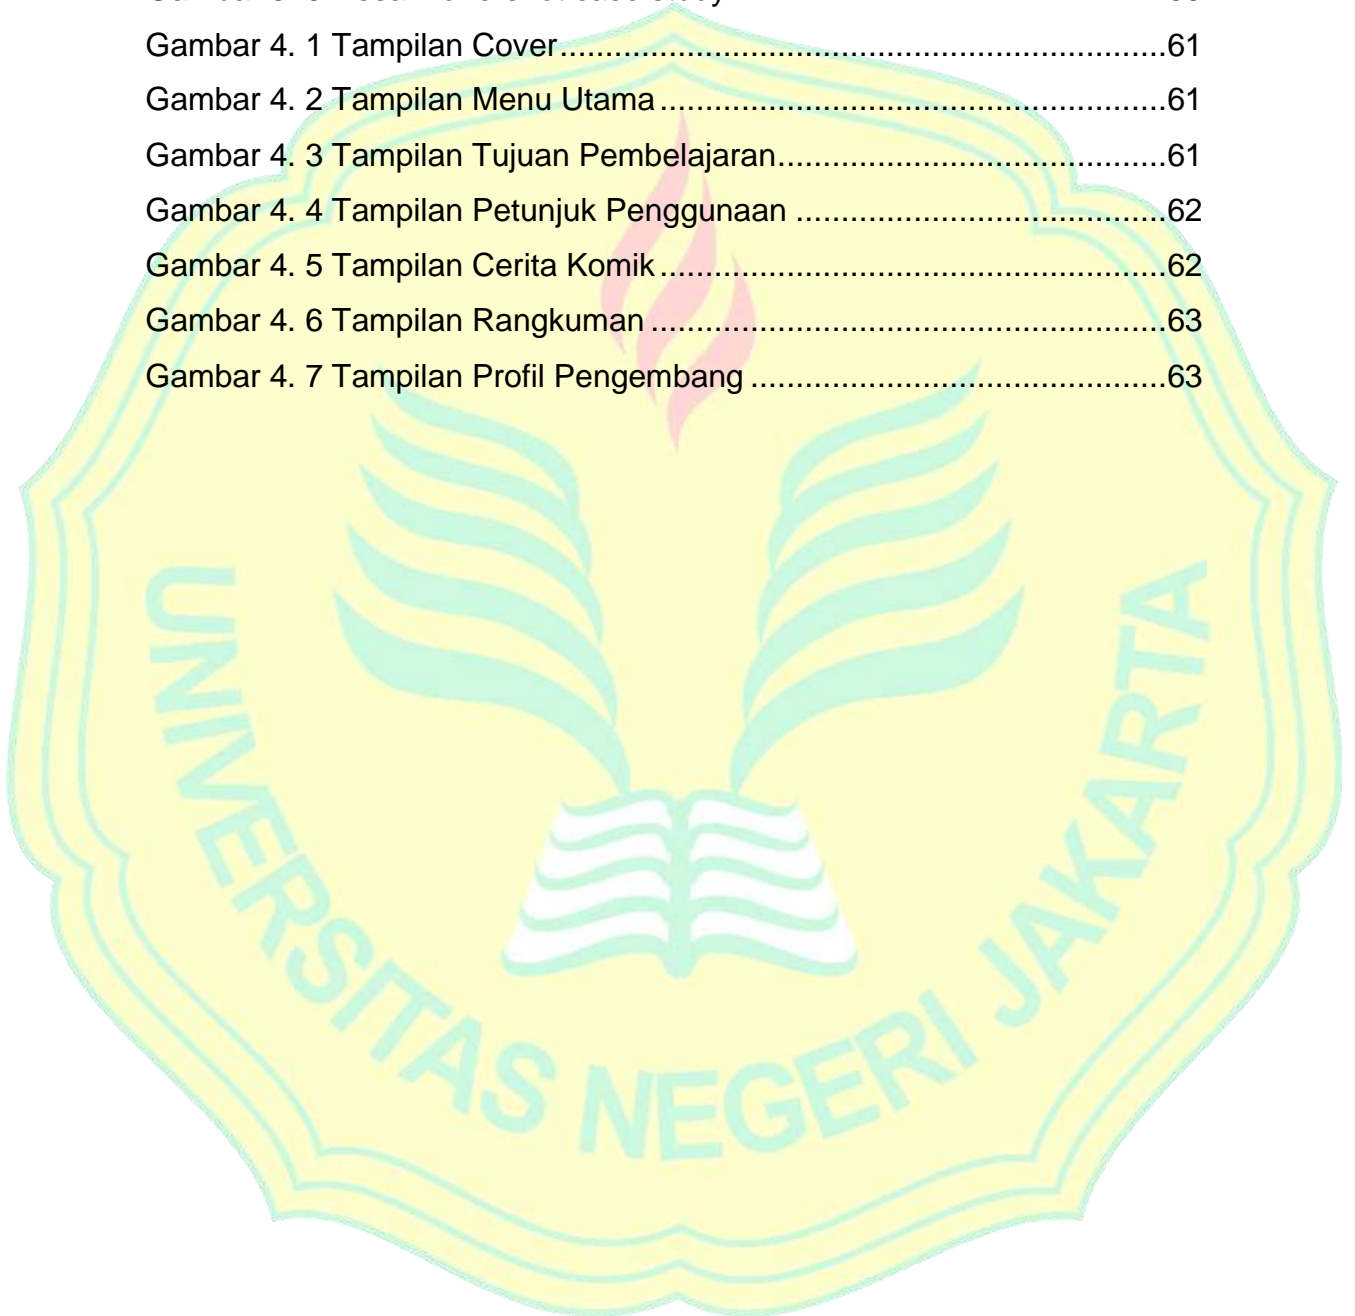 Gambar 4. 1 Tampilan Cover......................................................................61
Gambar 4. 2 Tampilan Menu Utama..........................................................61
Gambar 4. 3 Tampilan Tujuan Pembelajaran.............................................61
Gambar 4. 4 Tampilan Petunjuk Penggunaan...........................................62
Gambar 4. 5 Tampilan Cerita Komik..........................................................62
Gambar 4. 6 Tampilan Rangkuman...........................................................63
Gambar 4. 7 Tampilan Profil Pengembang................................................63
UNIVERSITAS NEGERI JAKARTA